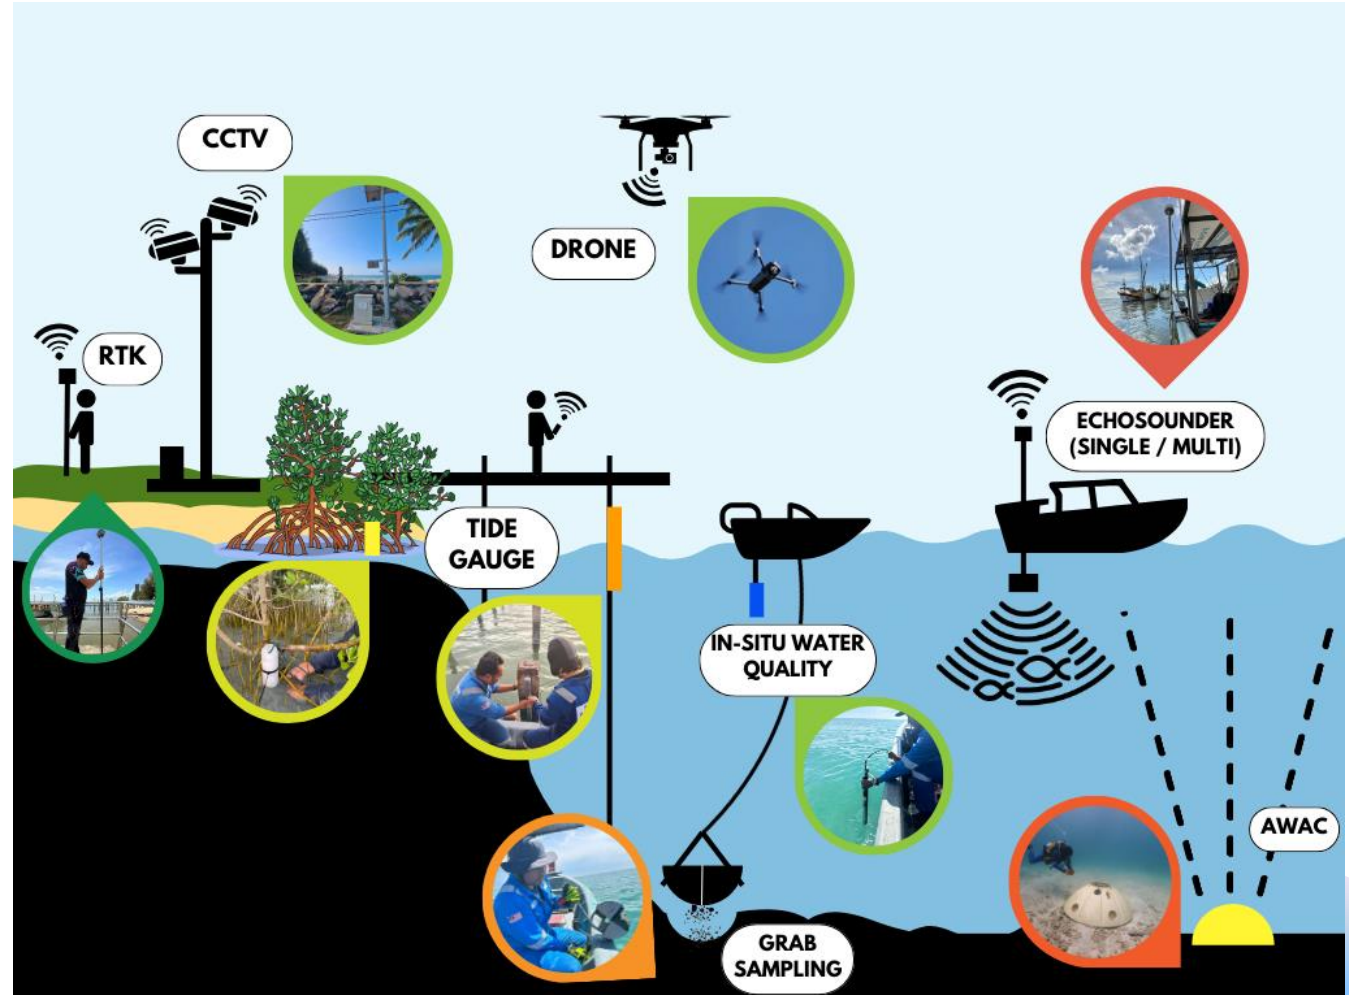 CCTV
DRONE
RTK
ECHOSOUNDER
(SINGLE / MULTI)
TIDE
GAUGE
IN-SITU WATER
QUALITY
AWAC
GRAB
SAMPLING